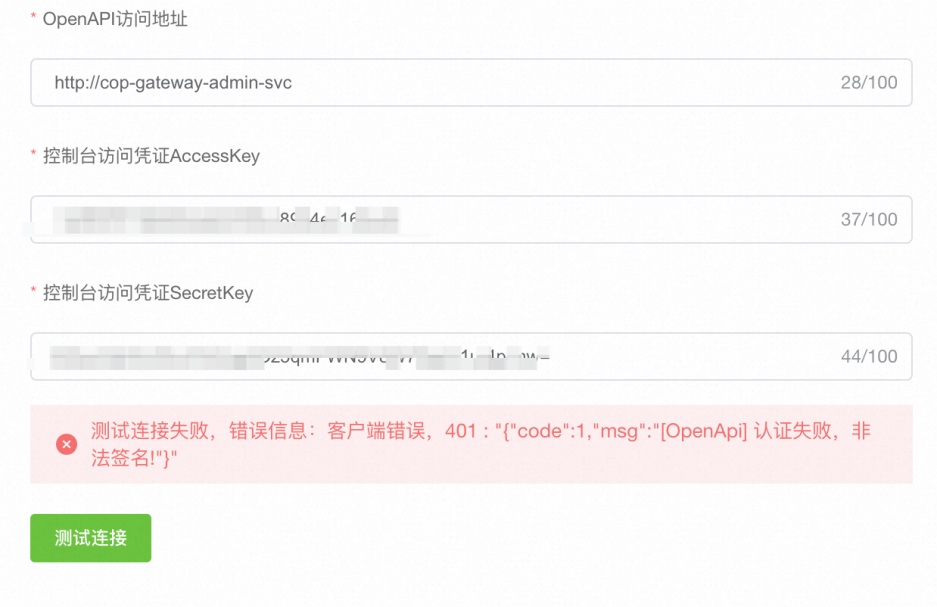 * OpenAPI访问地址
http://cop-gateway-admin-svc 28/100
* 控制台访问凭证AccessKey
37/100
* 控制台访问凭证SecretKey
44/100
测试连接失败，错误信息：客户端错误，401 : "{"code":1,"msg":"[OpenApi] 认证失败，非
法签名!"}"
测试连接